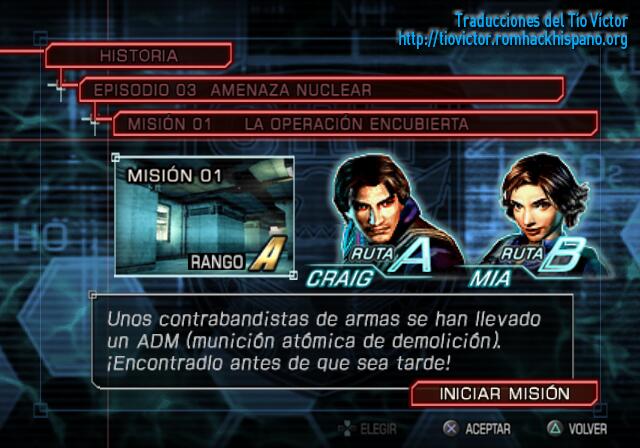 Traducciones del Tío Víctor
http://tiovictor.romhackhispano.org
HISTORIA
EPISODIO 03 AMENAZA NUCLEAR
MISIÓN 01 LA OPERACIÓN ENCUBIERTA
MISIÓN 01
RANGO A
RUTA A
CRAIG
RUTA B
MIA
Unos contrabandistas de armas se han llevado
un ADM (munición atómica de demolición).
¡Encontradlo antes de que sea tarde!
INICIAR MISIÓN
ELEGIR ACEPTAR VOLVER